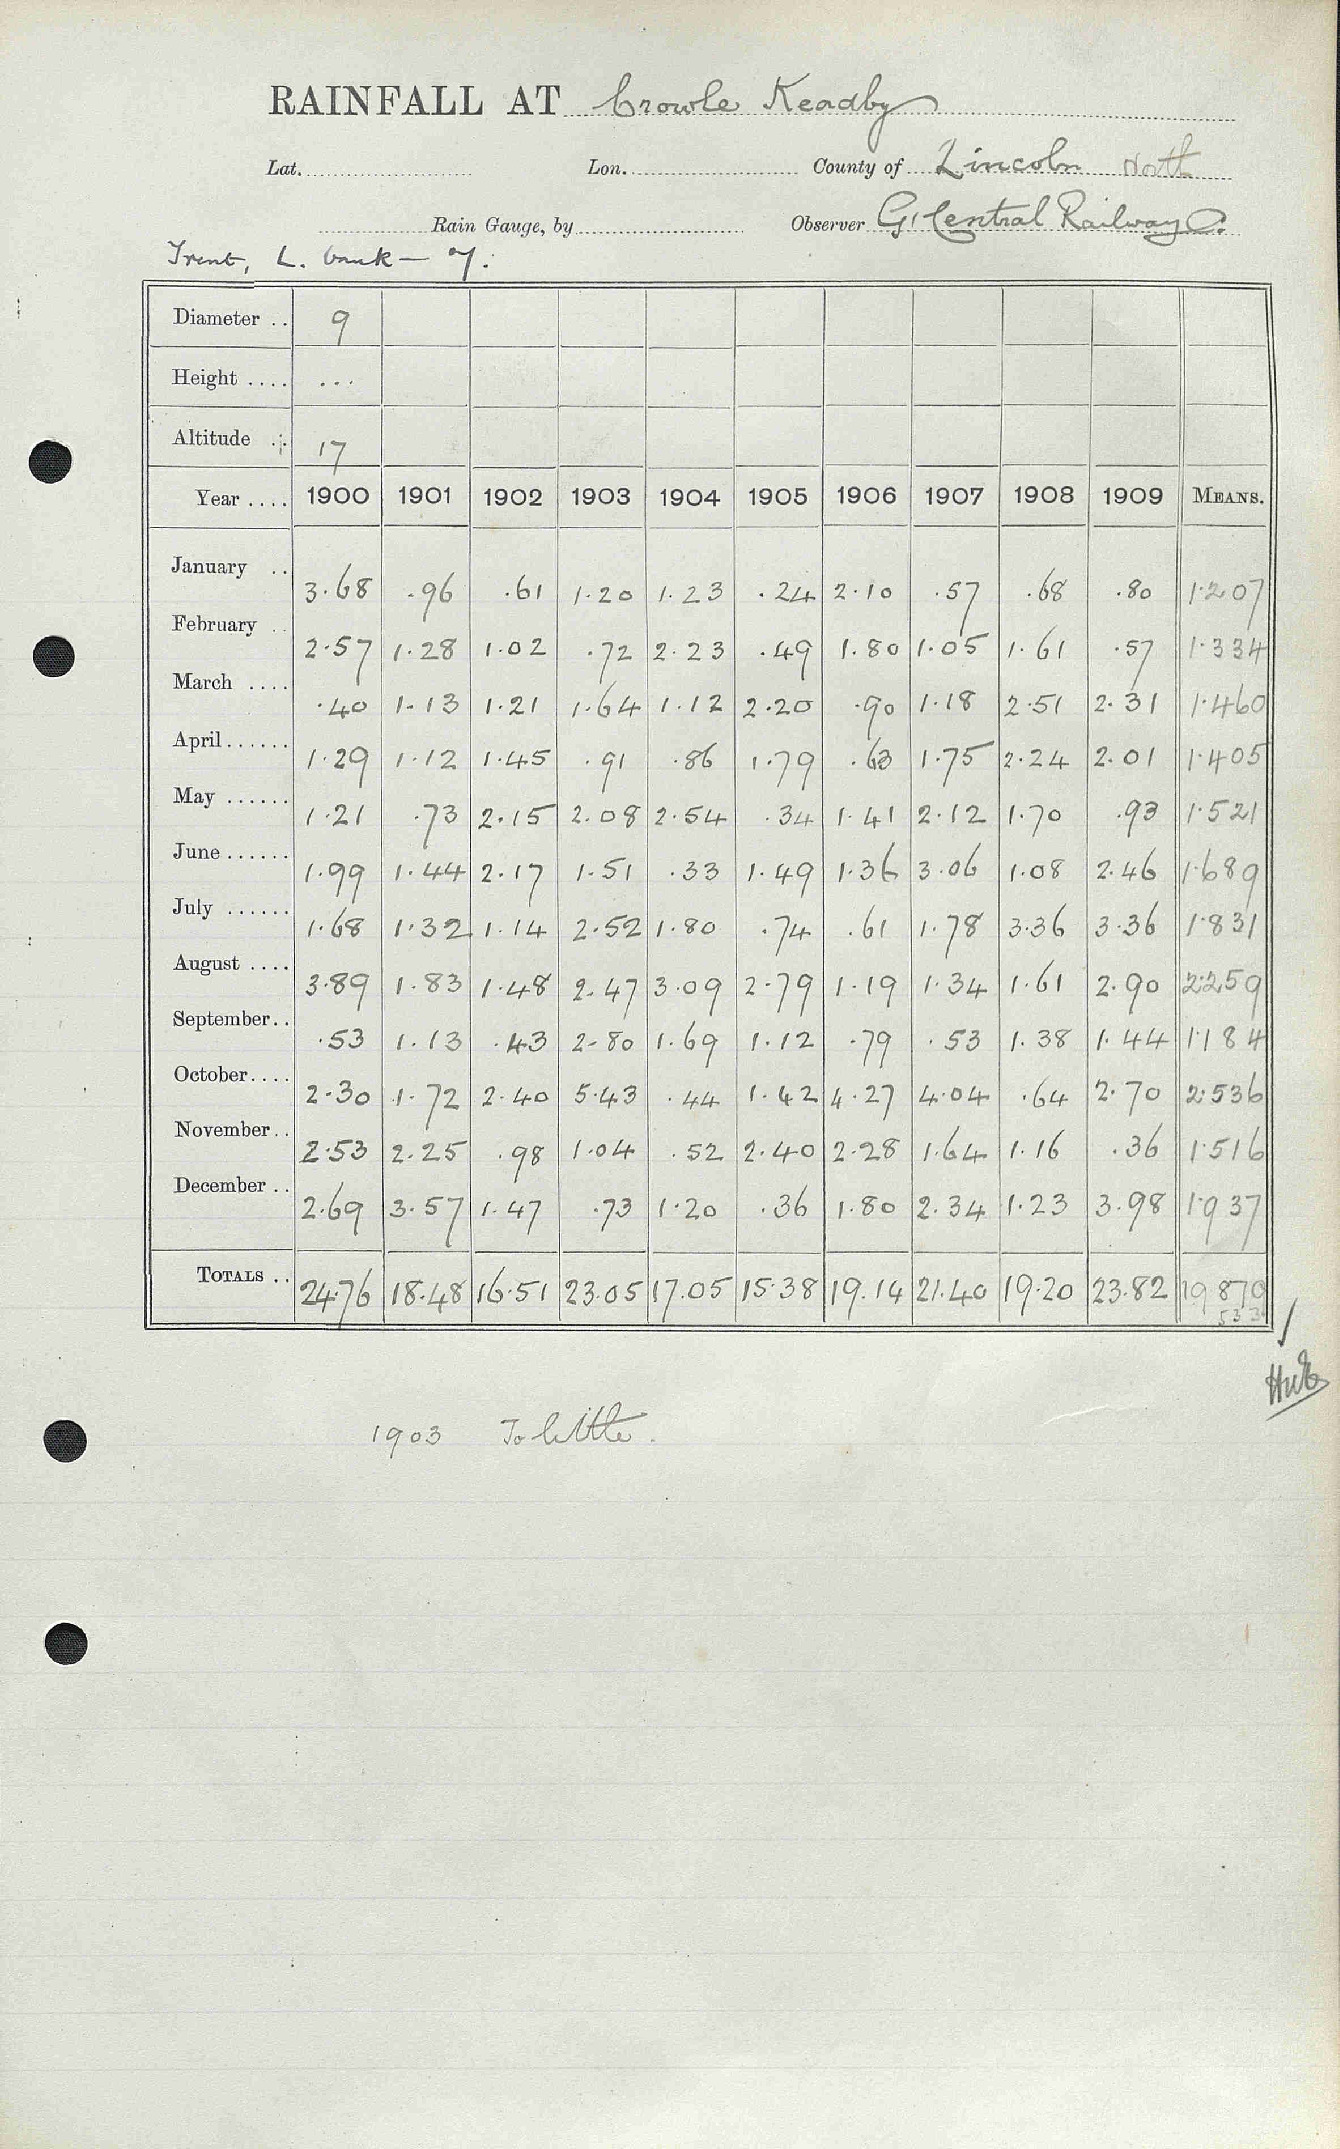 RAINFALL AT Crowle Keadby
Lat. Lon. County of Lincoln North
Rain Gauge, by Observer Gt Central Railway Co.
Trent, L. bank — of.
Diameter .. 9
Height .... ...
Altitude .. 17
Year .... 1900 1901 1902 1903 1904 1905 1906 1907 1908 1909 MEANS.
January .. 3.68 .96 .61 1.20 1.23 .24 2.10 .57 .68 .80 1.207
February .. 2.57 1.28 1.02 .72 2.23 .49 1.80 1.05 1.61 .57 1.334
March .... .40 1.13 1.21 1.64 1.12 2.20 .90 1.18 2.51 2.31 1.460
April...... 1.29 1.12 1.45 .91 .86 1.79 .63 1.75 2.24 2.01 1.405
May ...... 1.21 .73 2.15 2.08 2.54 .34 1.41 2.12 1.70 .93 1.521
June ...... 1.99 1.44 2.17 1.51 .33 1.49 1.36 3.06 1.08 2.46 1.689
July ...... 1.68 1.32 1.14 2.52 1.80 .74 .61 1.78 3.36 3.36 1.831
August .... 3.89 1.83 1.48 2.47 3.09 2.79 1.19 1.34 1.61 2.90 2.259
September.. .53 1.13 .43 2.80 1.69 1.12 .79 .53 1.38 1.44 1.184
October.... 2.30 1.72 2.40 5.43 .44 1.42 4.27 4.04 .64 2.70 2.536
November.. 2.53 2.25 .98 1.04 .52 2.40 2.28 1.64 1.16 .36 1.516
December .. 2.69 3.57 1.47 .73 1.20 .36 1.80 2.34 1.23 3.98 1.937
TOTALS .. 24.76 18.48 16.51 23.05 17.05 15.38 19.14 21.40 19.20 23.82 19.879
533
1903 To little.